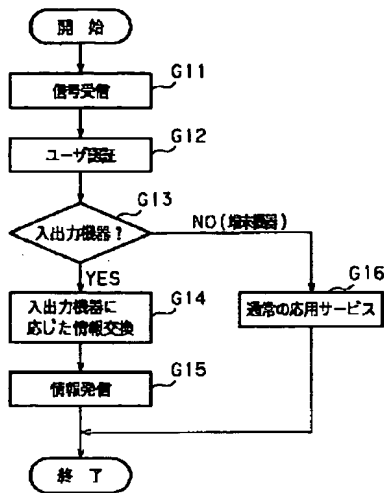 開 始
G11
信号受信
G12
ユーザ認証
G13
入出力機器?
NO(端末機器)
YES
G14
入出力機器に
応じた情報交換
G16
通常の応用サービス
G15
情報発信
終 了